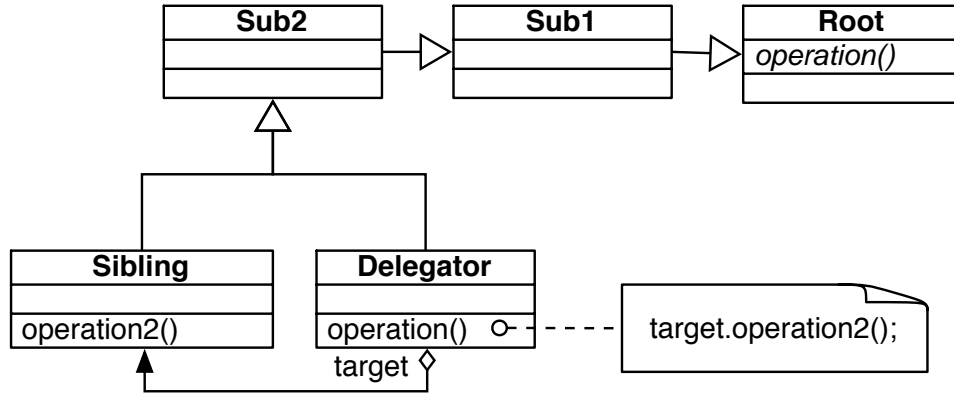 Sub2
Sub1
Root
operation()
Sibling
Delegator
operation2()
operation()
target.operation2();
target